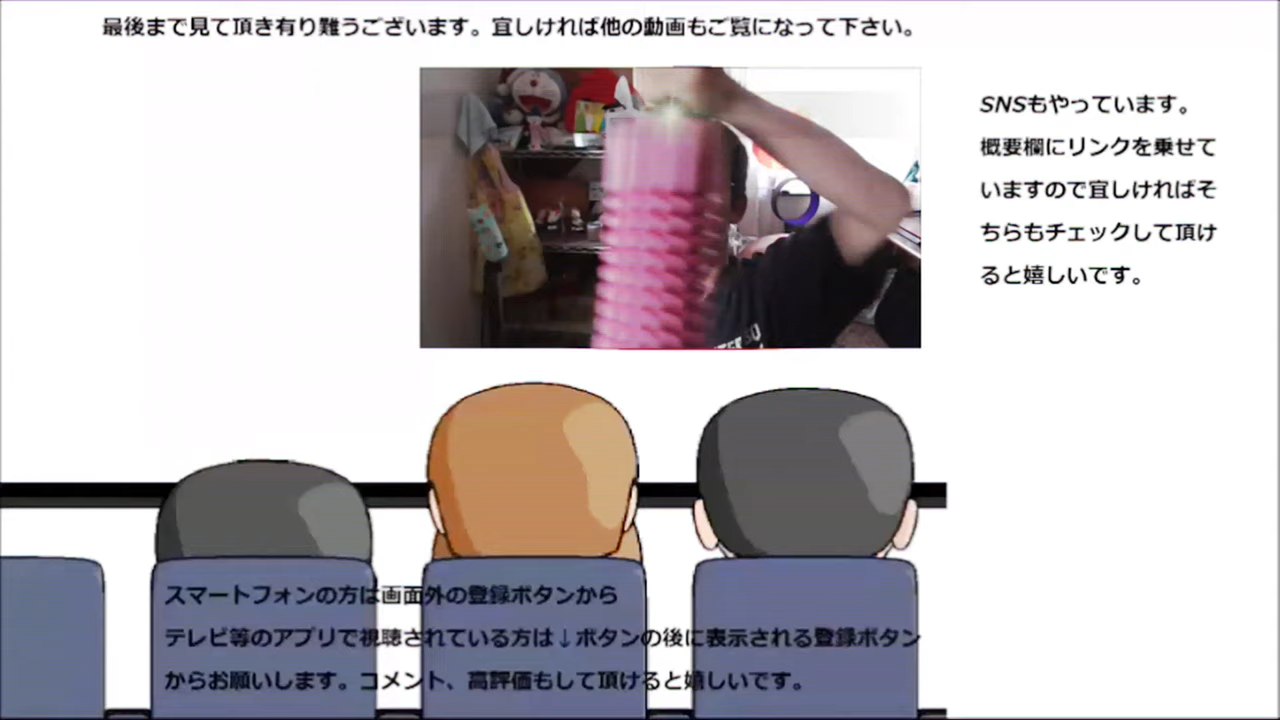 最後まで見て頂き有り難うございます。宜しければ他の動画もご覧になって下さい。
SNSもやっています。
概要欄にリンクを乗せて
いますので宜しければそ
ちらもチェックして頂け
ると嬉しいです。
スマートフォンの方は画面外の登録ボタンから
テレビ等のアプリで視聴されている方は↓ボタンの後に表示される登録ボタン
からお願いします。コメント、高評価もして頂けると嬉しいです。